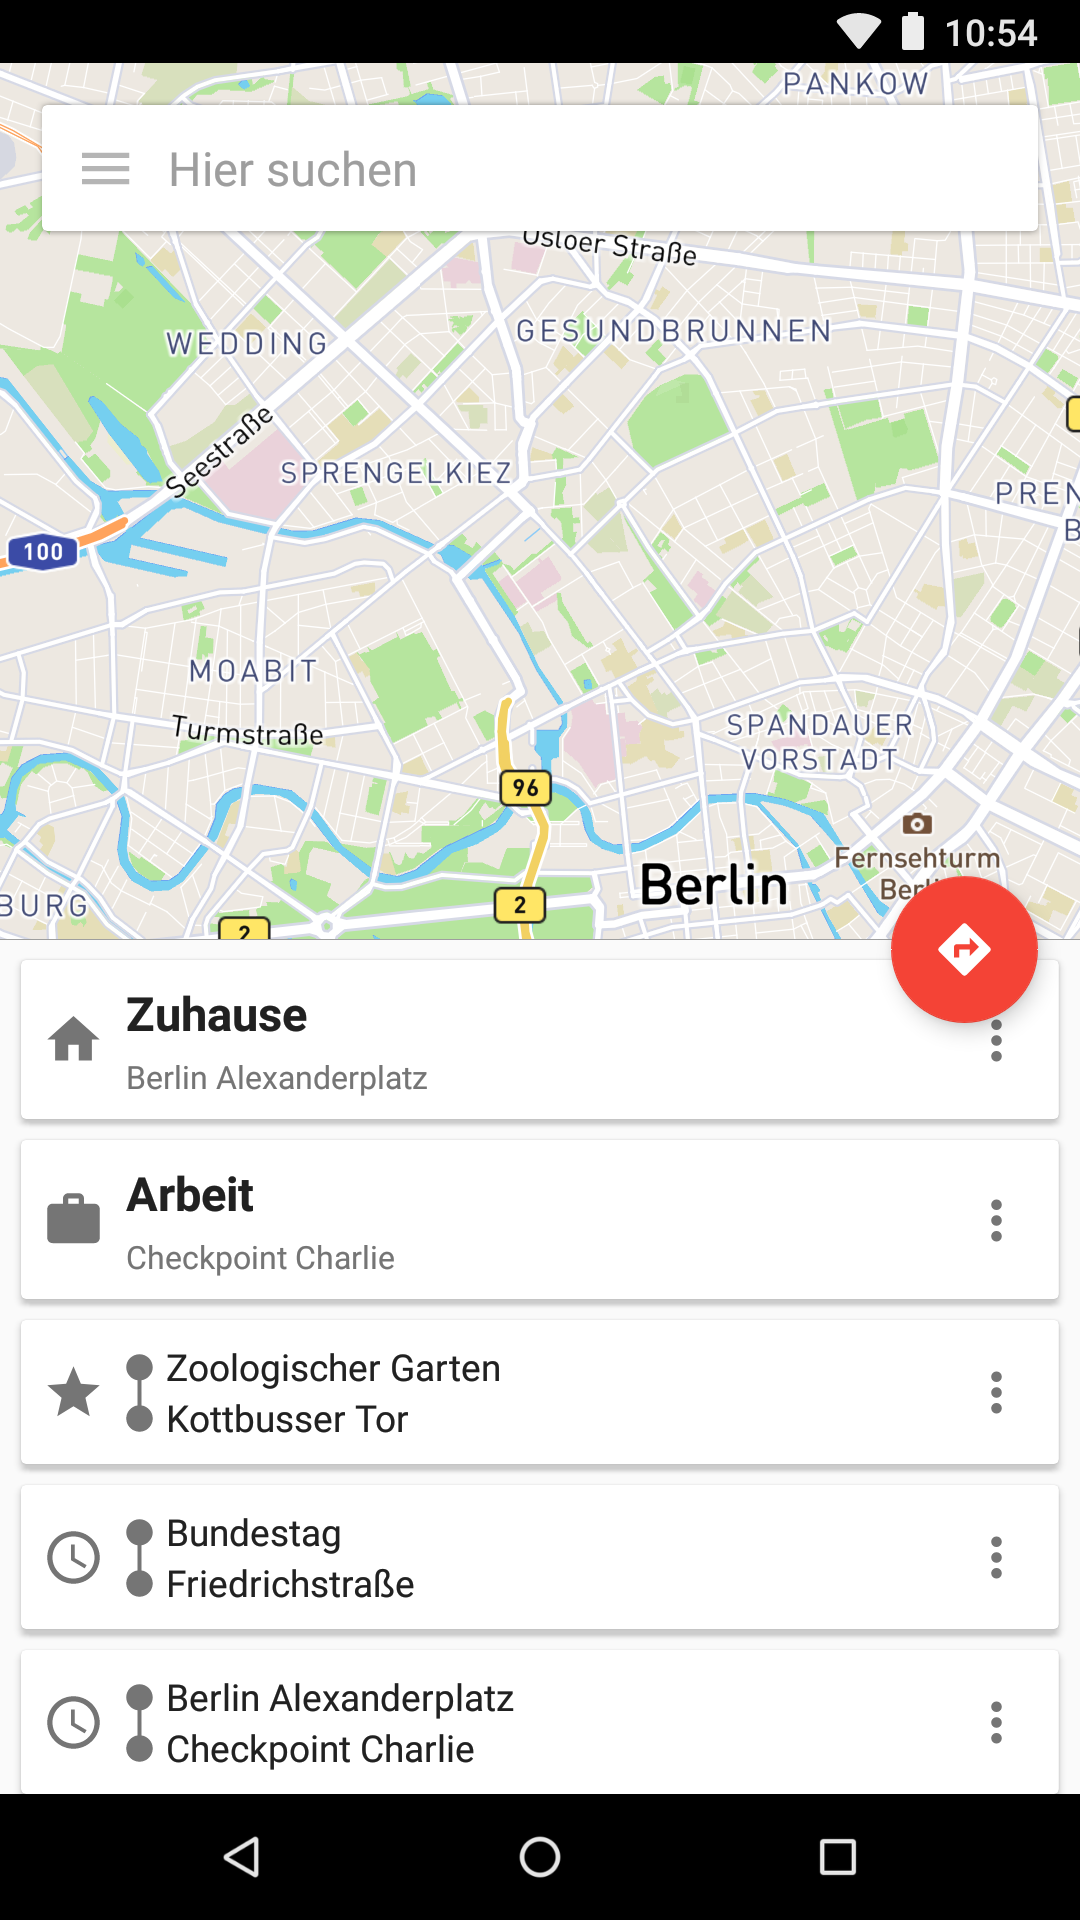 10:54
PANKOW
Hier suchen
Osloer Straße
WEDDING
GESUNDBRUNNEN
Seestraße
SPRENGELKIEZ
PREN
B
100
MOABIT
Turmstraße
SPANDAUER
VORSTADT
96
Fernsehturm
Berlin
BURG
2
2
Zuhause
Berlin Alexanderplatz
Arbeit
Checkpoint Charlie
Zoologischer Garten
Kottbusser Tor
Bundestag
Friedrichstraße
Berlin Alexanderplatz
Checkpoint Charlie